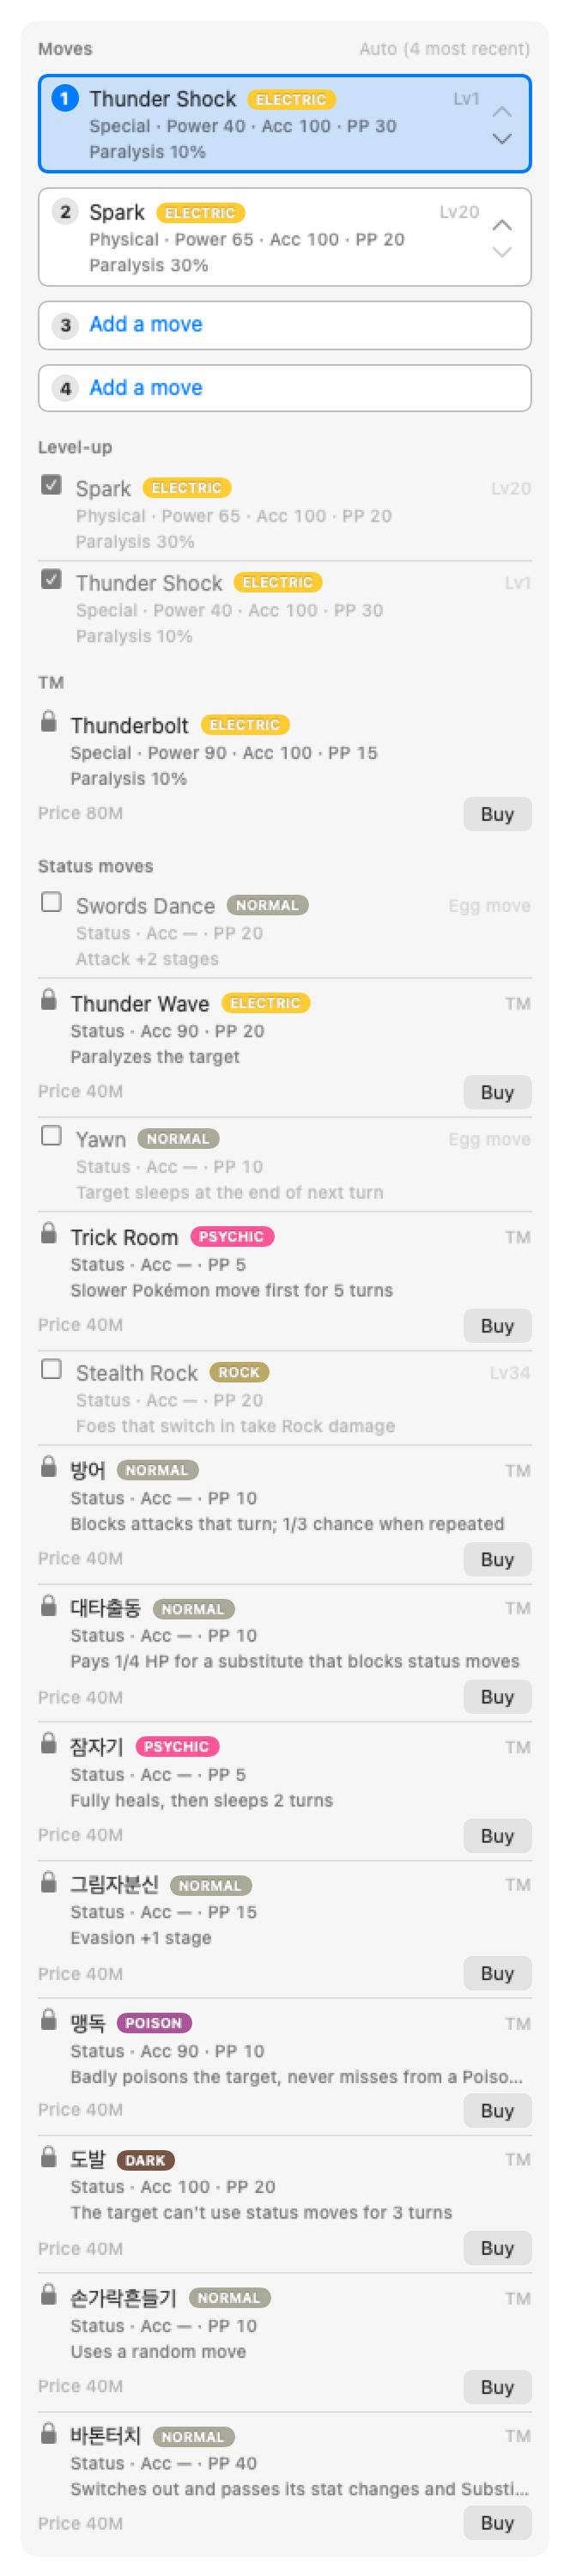 Moves Auto (4 most recent)
1 Thunder Shock ELECTRIC Lv1
Special · Power 40 · Acc 100 · PP 30
Paralysis 10%
2 Spark ELECTRIC Lv20
Physical · Power 65 · Acc 100 · PP 20
Paralysis 30%
3 Add a move
4 Add a move
Level-up
Spark ELECTRIC Lv20
Physical · Power 65 · Acc 100 · PP 20
Paralysis 30%
Thunder Shock ELECTRIC Lv1
Special · Power 40 · Acc 100 · PP 30
Paralysis 10%
TM
Thunderbolt ELECTRIC
Special · Power 90 · Acc 100 · PP 15
Paralysis 10%
Price 80M Buy
Status moves
Swords Dance NORMAL Egg move
Status · Acc — · PP 20
Attack +2 stages
Thunder Wave ELECTRIC TM
Status · Acc 90 · PP 20
Paralyzes the target
Price 40M Buy
Yawn NORMAL Egg move
Status · Acc — · PP 10
Target sleeps at the end of next turn
Trick Room PSYCHIC TM
Status · Acc — · PP 5
Slower Pokémon move first for 5 turns
Price 40M Buy
Stealth Rock ROCK Lv34
Status · Acc — · PP 20
Foes that switch in take Rock damage
방어 NORMAL TM
Status · Acc — · PP 10
Blocks attacks that turn; 1/3 chance when repeated
Price 40M Buy
대타출동 NORMAL TM
Status · Acc — · PP 10
Pays 1/4 HP for a substitute that blocks status moves
Price 40M Buy
잠자기 PSYCHIC TM
Status · Acc — · PP 5
Fully heals, then sleeps 2 turns
Price 40M Buy
그림자분신 NORMAL TM
Status · Acc — · PP 15
Evasion +1 stage
Price 40M Buy
맹독 POISON TM
Status · Acc 90 · PP 10
Badly poisons the target, never misses from a Poiso...
Price 40M Buy
도발 DARK TM
Status · Acc 100 · PP 20
The target can't use status moves for 3 turns
Price 40M Buy
손가락흔들기 NORMAL TM
Status · Acc — · PP 10
Uses a random move
Price 40M Buy
바톤터치 NORMAL TM
Status · Acc — · PP 40
Switches out and passes its stat changes and Substi...
Price 40M Buy